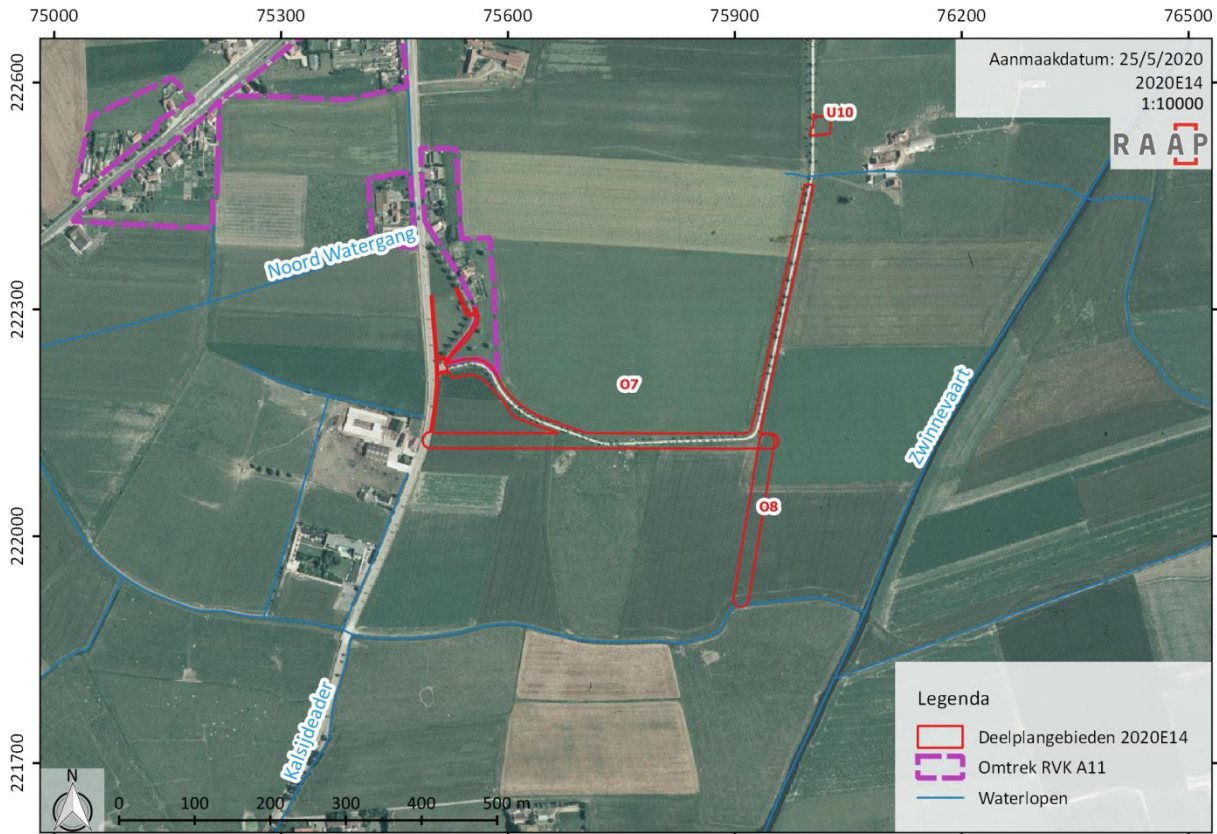 75000 75300 75600 75900 76200 76500
222600
222300
222000
221700
Aanmaakdatum: 25/5/2020
2020E14
1:10000
RAAP
U10
Noord Watergang
O7
Zwinnevaart
O8
Kalsijdeader
Legenda
Deelplangebieden 2020E14
Omtrek RVK A11
Waterlopen
N
0 100 200 300 400 500 m